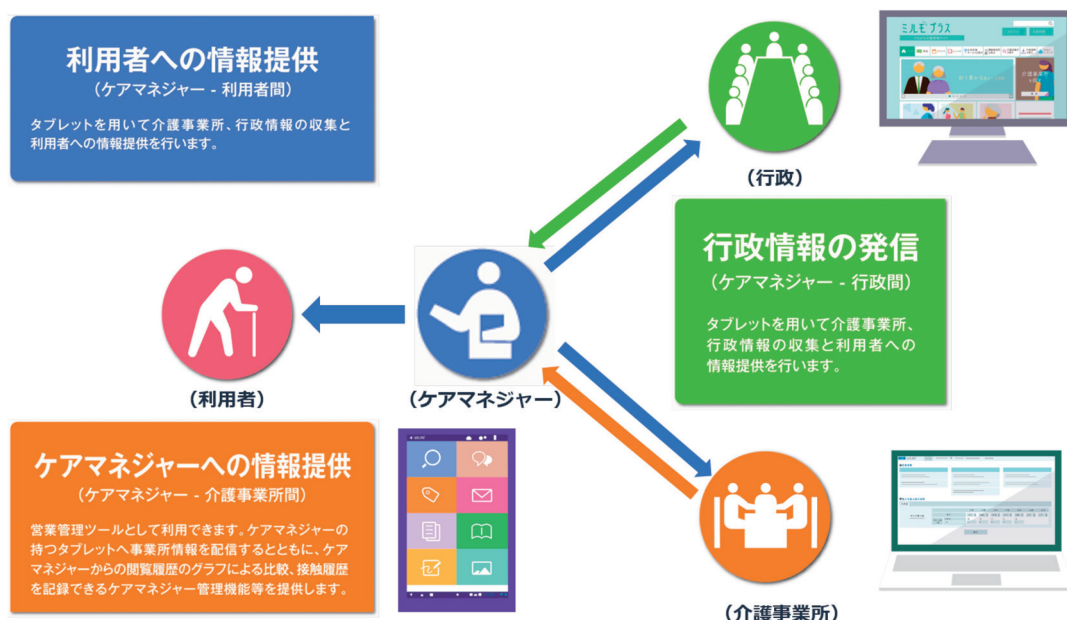 利用者への情報提供
(ケアマネジャー - 利用者間)
タブレットを用いて介護事業所、行政情報の収集と
利用者への情報提供を行います。
ミルモプラス
(行政)
行政情報の発信
(ケアマネジャー - 行政間)
タブレットを用いて介護事業所、
行政情報の収集と利用者への
情報提供を行います。
(利用者)
(ケアマネジャー)
ケアマネジャーへの情報提供
(ケアマネジャー - 介護事業所間)
営業管理ツールとして利用できます。ケアマネジャーの
持つタブレットへ事業所情報を配信するとともに、ケア
マネジャーからの閲覧履歴のグラフによる比較、接触履歴
を記録できるケアマネジャー管理機能等を提供します。
(介護事業所)